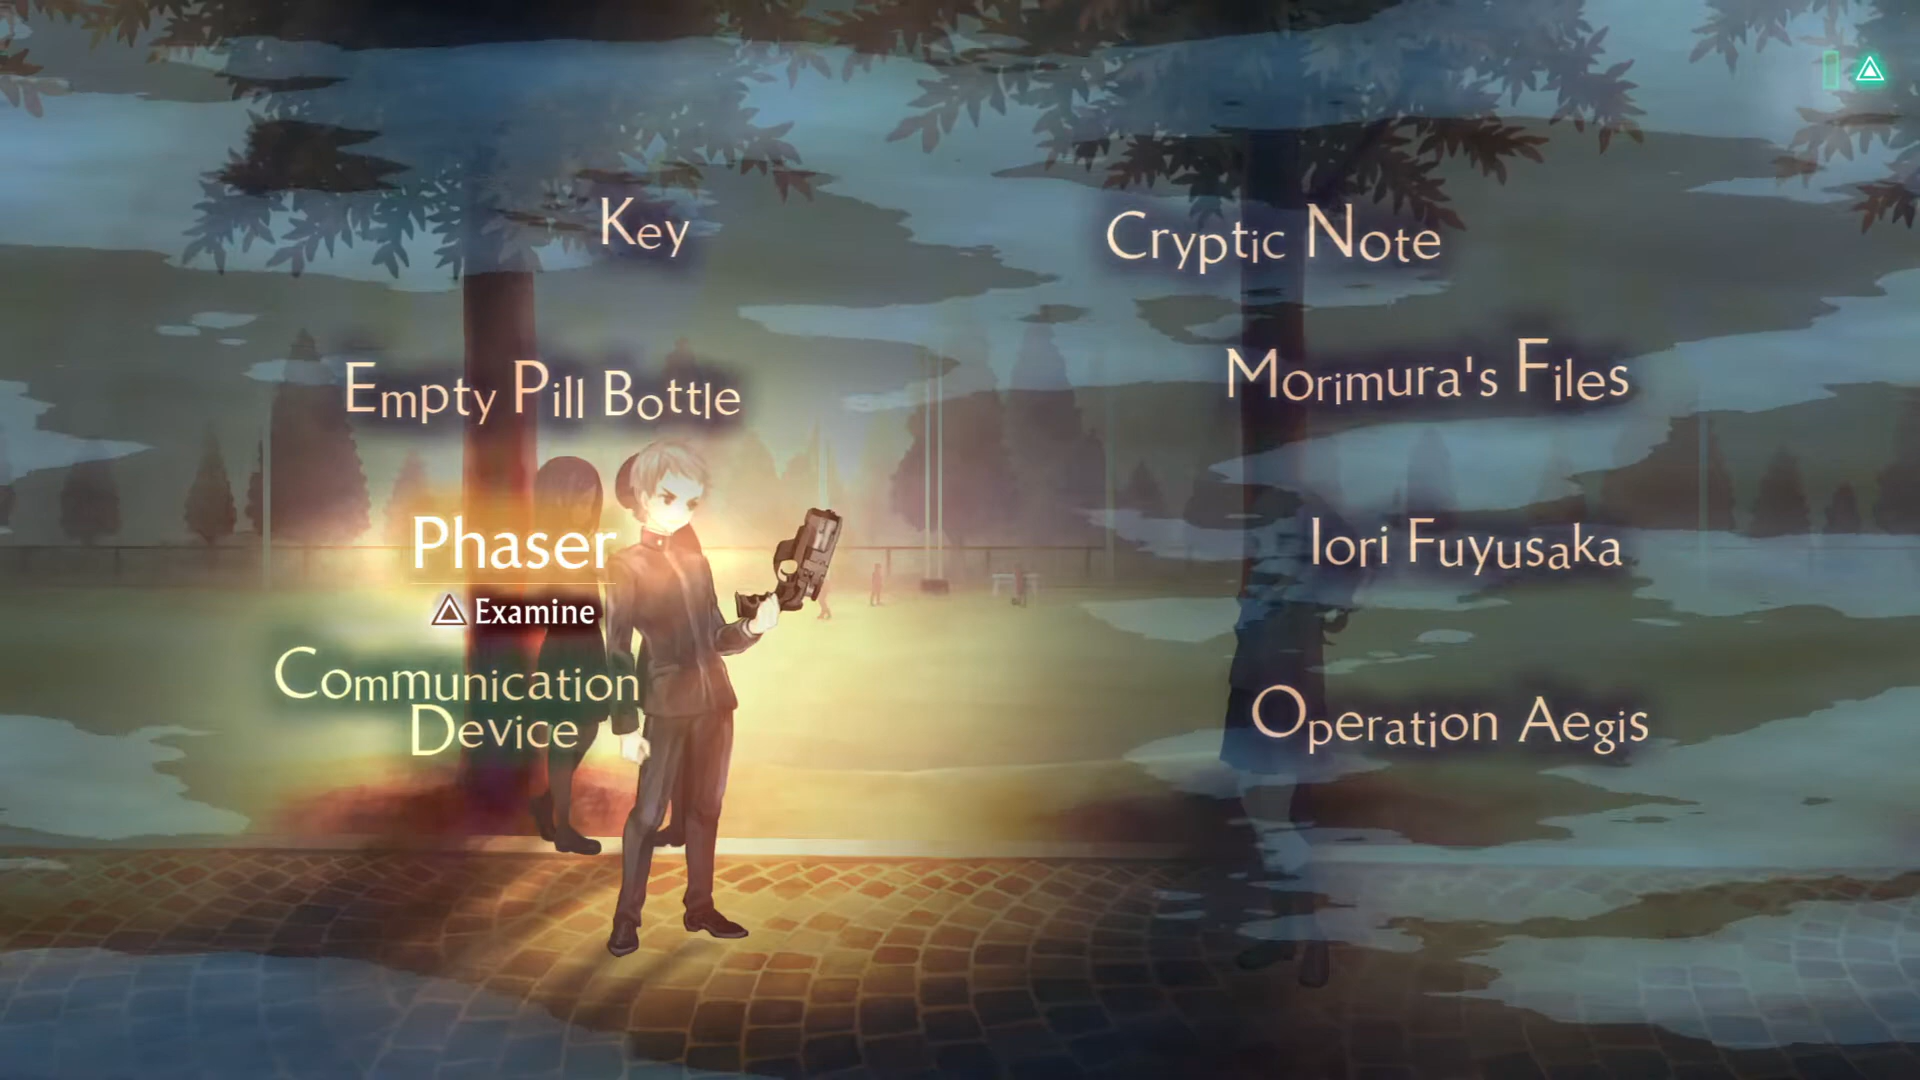 Key
Cryptic Note
Empty Pill Bottle
Morimura's Files
Phaser
Examine
Iori Fuyusaka
Communication
Device
Operation Aegis